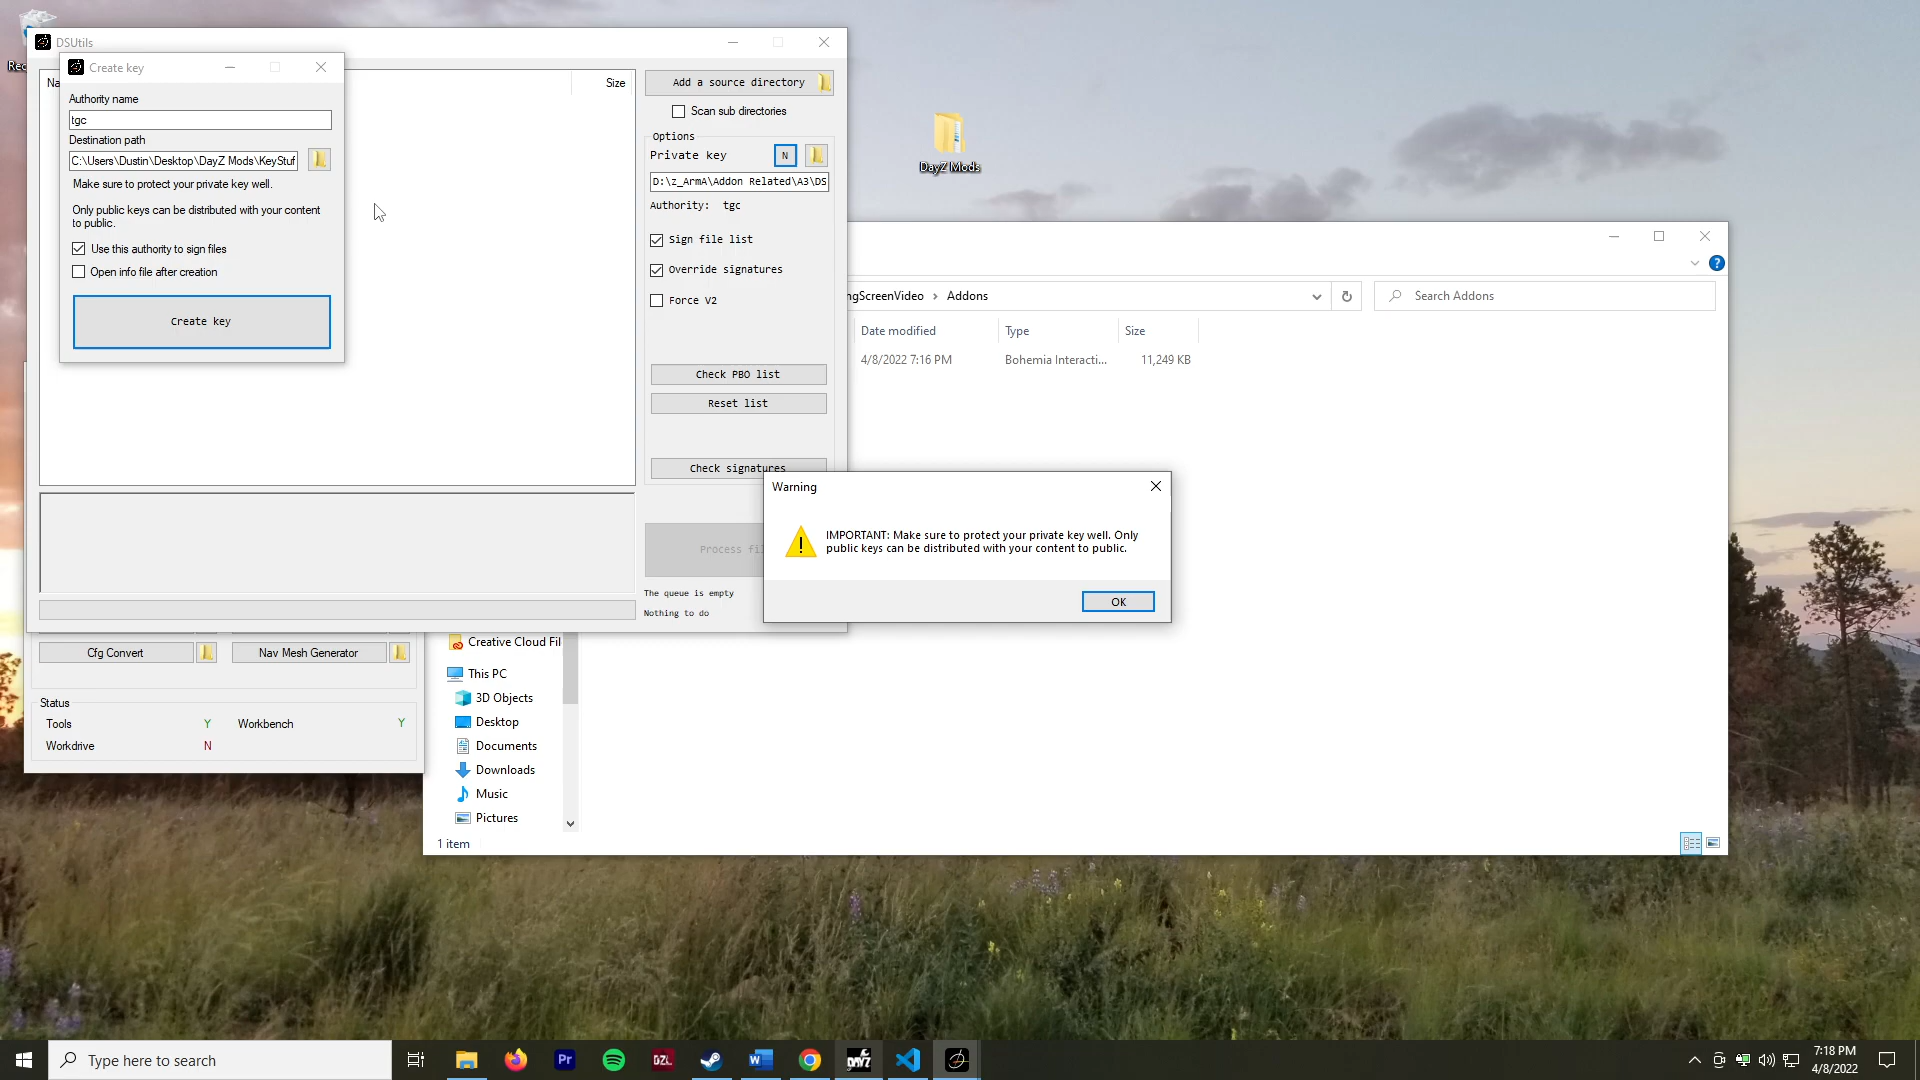 DSUtils
Create key
Size
Authority name
tgc
Destination path
C:\Users\Dustin\Desktop\DayZ Mods\KeyStuf
Make sure to protect your private key well.
Only public keys can be distributed with your content
to public.
Use this authority to sign files
Open info file after creation
Create key
Add a source directory
Scan sub directories
Options
Private key
N
D:\z_ArmA\Addon Related\A3\DS
Authority: tgc
Sign file list
Override signatures
Force V2
Check PBO list
Reset list
Check signatures
The queue is empty
Nothing to do
DayZ Mods
ngScreenVideo > Addons
Search Addons
Date modified
Type
Size
4/8/2022 7:16 PM
Bohemia Interacti...
11,249 KB
Warning
IMPORTANT: Make sure to protect your private key well. Only
public keys can be distributed with your content to public.
OK
Cfg Convert
Nav Mesh Generator
Status
Tools
Y
Workbench
Y
Workdrive
N
Creative Cloud Fil
This PC
3D Objects
Desktop
Documents
Downloads
Music
Pictures
1 item
Type here to search
Pr
DZL
DAYZ
7:18 PM
4/8/2022